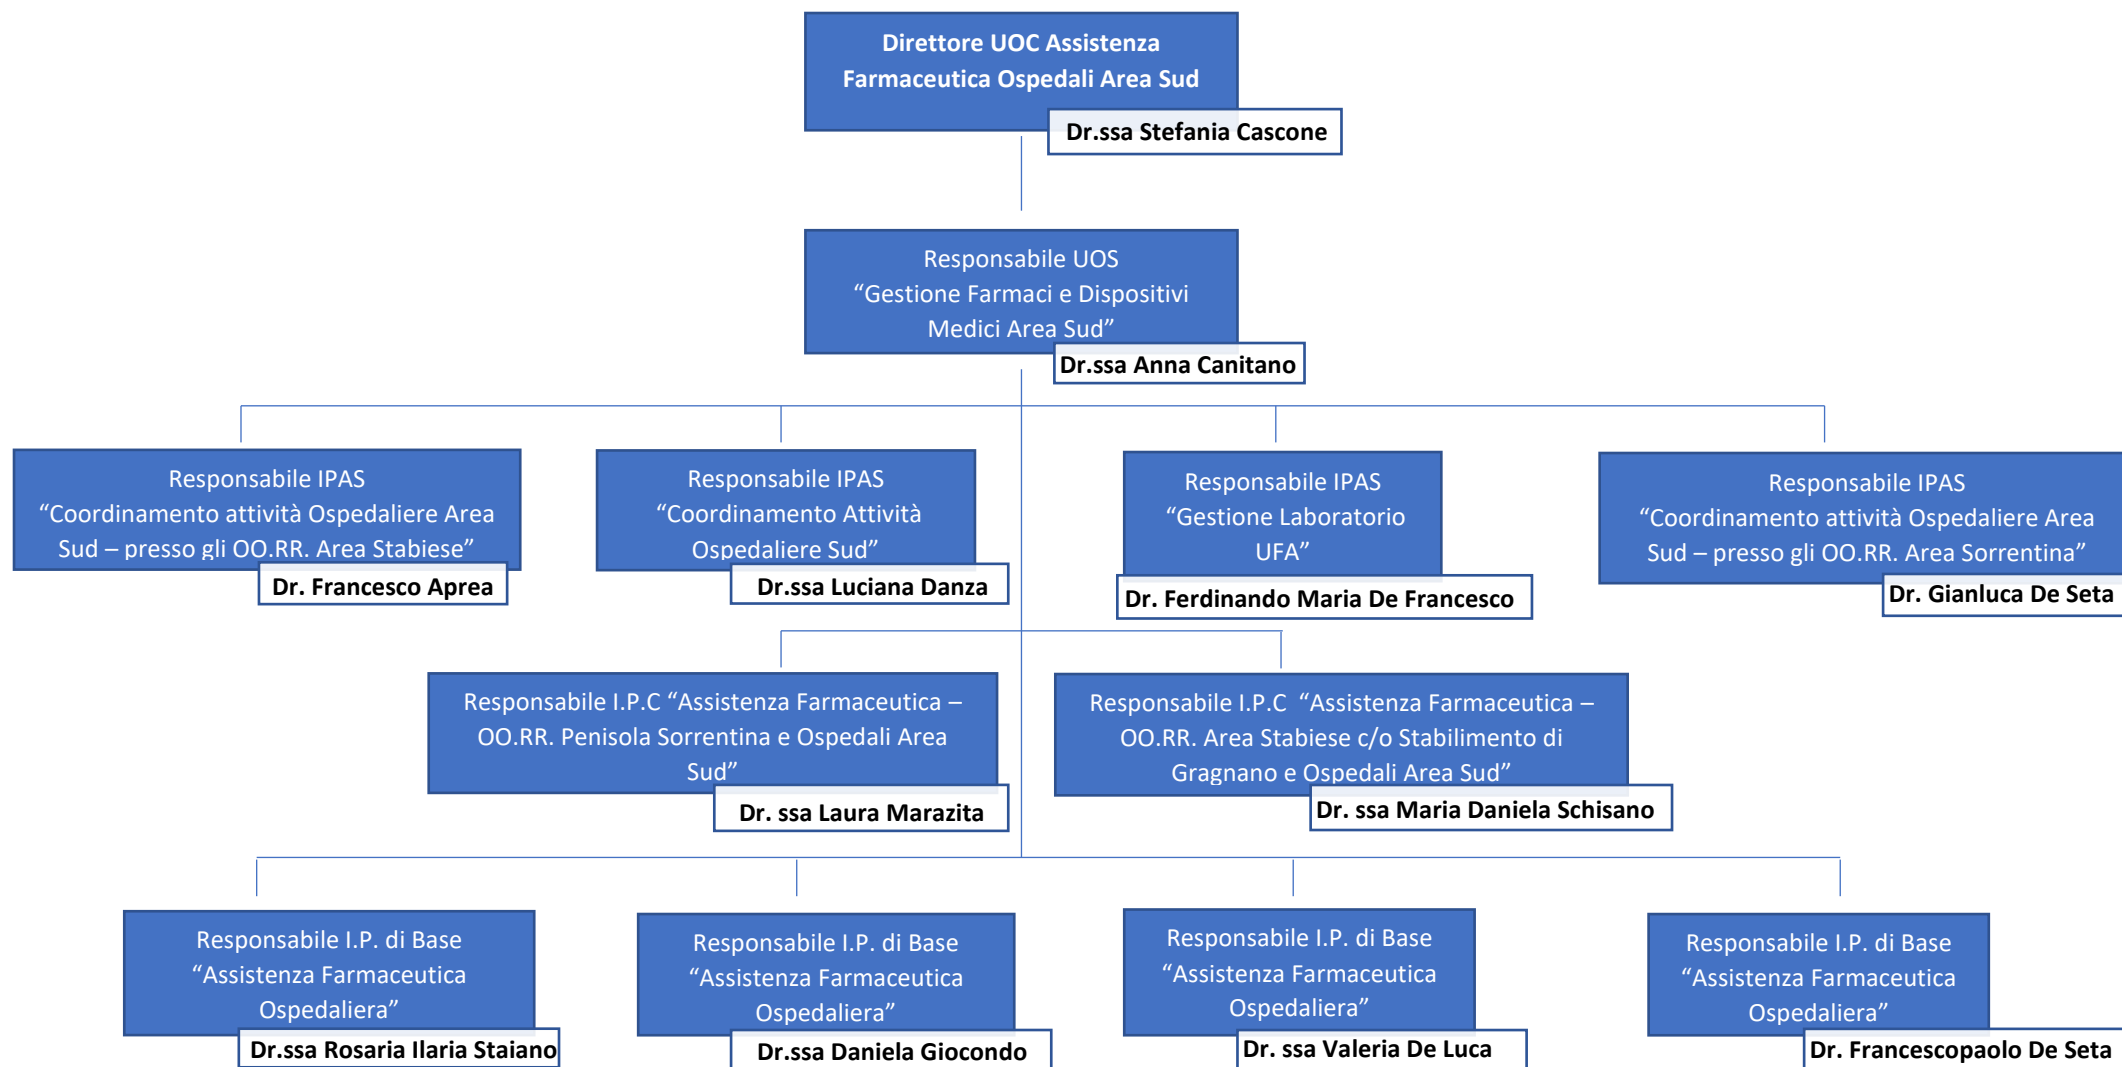 Direttore UOC Assistenza
Farmaceutica Ospedali Area Sud
Dr.ssa Stefania Cascone
Responsabile UOS
“Gestione Farmaci e Dispositivi
Medici Area Sud”
Dr.ssa Anna Canitano
Responsabile IPAS
“Coordinamento attività Ospedaliere Area
Sud – presso gli OO.RR. Area Stabiese”
Dr. Francesco Aprea
Responsabile IPAS
“Coordinamento Attività
Ospedaliere Sud”
Dr.ssa Luciana Danza
Responsabile IPAS
“Gestione Laboratorio
UFA”
Dr. Ferdinando Maria De Francesco
Responsabile IPAS
“Coordinamento attività Ospedaliere Area
Sud – presso gli OO.RR. Area Sorrentina”
Dr. Gianluca De Seta
Responsabile I.P.C “Assistenza Farmaceutica –
OO.RR. Penisola Sorrentina e Ospedali Area
Sud”
Dr. ssa Laura Marazita
Responsabile I.P.C “Assistenza Farmaceutica –
OO.RR. Area Stabiese c/o Stabilimento di
Gragnano e Ospedali Area Sud”
Dr. ssa Maria Daniela Schisano
Responsabile I.P. di Base
“Assistenza Farmaceutica
Ospedaliera”
Dr.ssa Rosaria Ilaria Staiano
Responsabile I.P. di Base
“Assistenza Farmaceutica
Ospedaliera”
Dr.ssa Daniela Giocondo
Responsabile I.P. di Base
“Assistenza Farmaceutica
Ospedaliera”
Dr. ssa Valeria De Luca
Responsabile I.P. di Base
“Assistenza Farmaceutica
Ospedaliera”
Dr. Francescopaolo De Seta